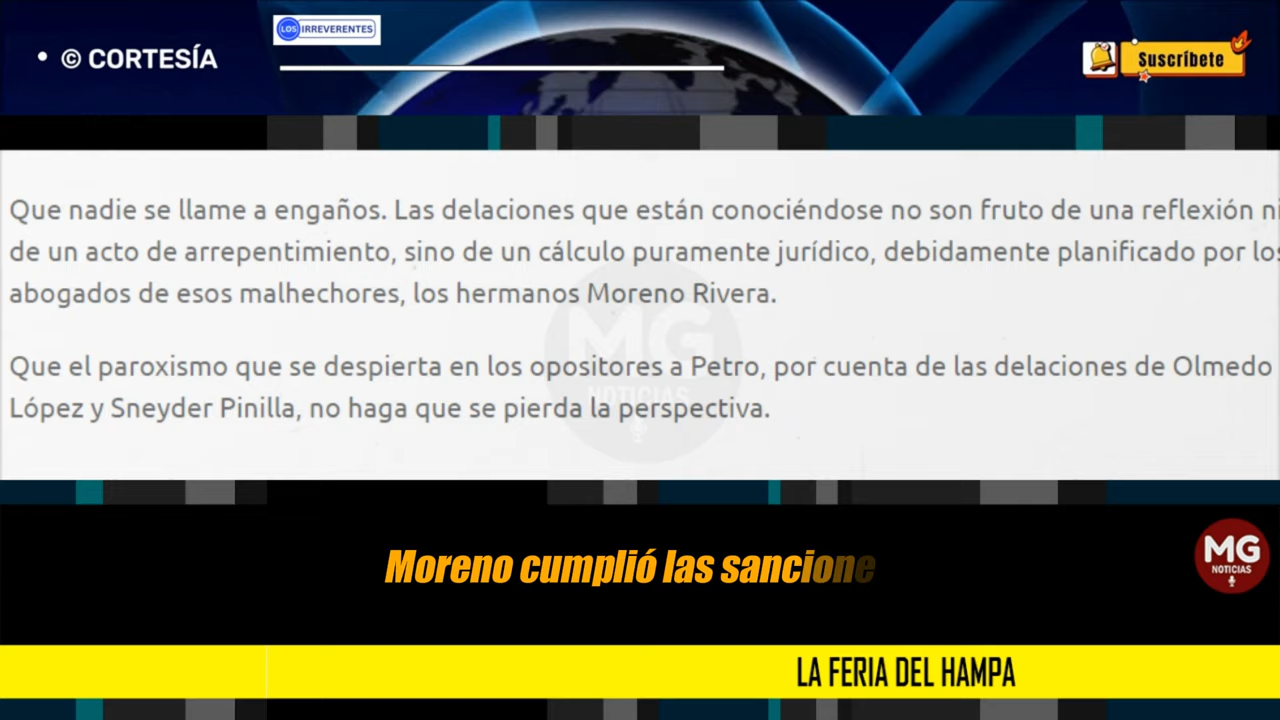 • © CORTESÍA
LOS IRREVERENTES
Suscríbete
Que nadie se llame a engaños. Las delaciones que están conociéndose no son fruto de una reflexión ni
de un acto de arrepentimiento, sino de un cálculo puramente jurídico, debidamente planificado por los
abogados de esos malhechores, los hermanos Moreno Rivera.
MG
NOTICIAS
Que el paroxismo que se despierta en los opositores a Petro, por cuenta de las delaciones de Olmedo
López y Sneyder Pinilla, no haga que se pierda la perspectiva.
Moreno cumplió las sancione
MG
NOTICIAS
LA FERIA DEL HAMPA